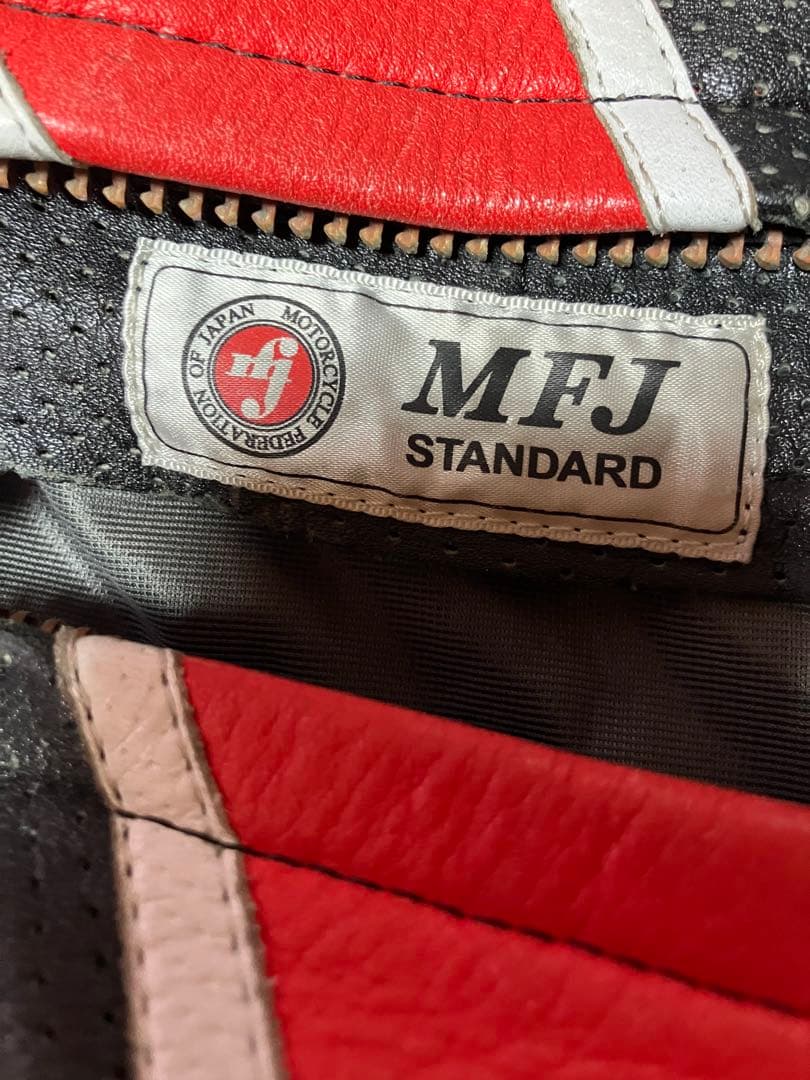 MOTORCYCLE FEDERATION OF JAPAN
mfj
MFJ
STANDARD